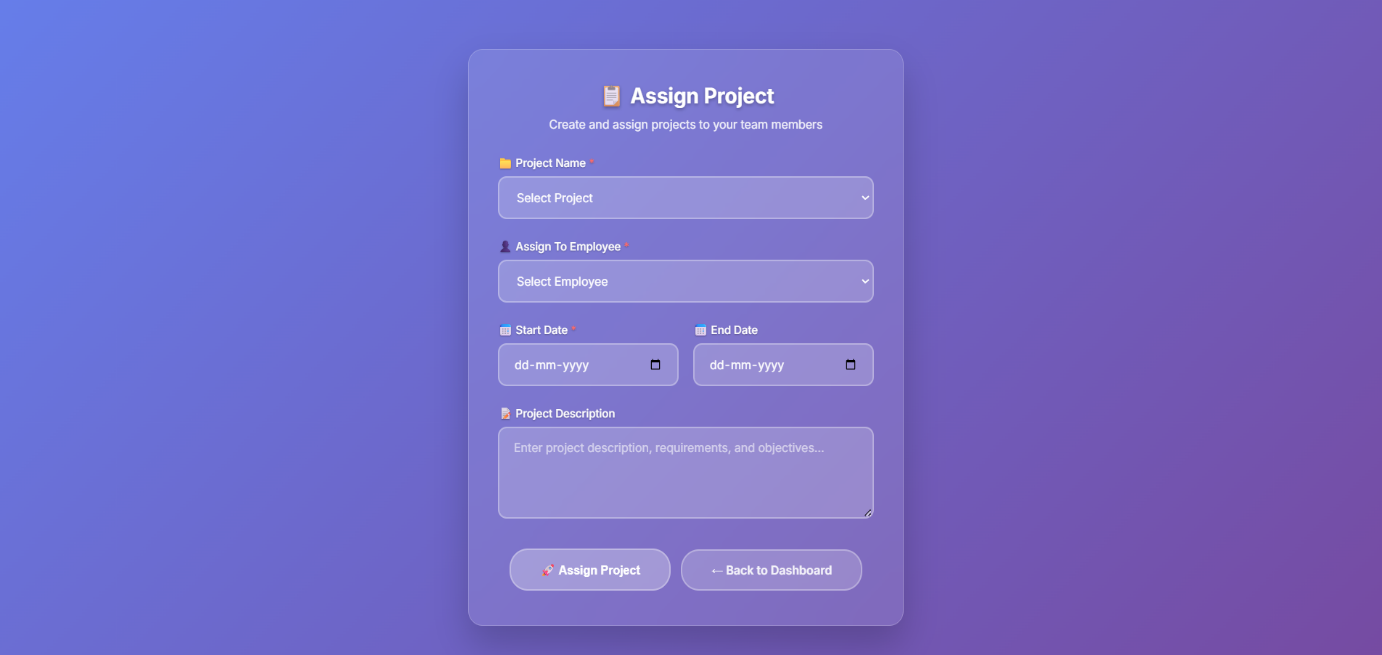 📋 Assign Project
Create and assign projects to your team members
📁 Project Name *
Select Project
👤 Assign To Employee *
Select Employee
📅 Start Date *
📅 End Date
dd-mm-yyyy
dd-mm-yyyy
📝 Project Description
Enter project description, requirements, and objectives...
🚀 Assign Project
← Back to Dashboard